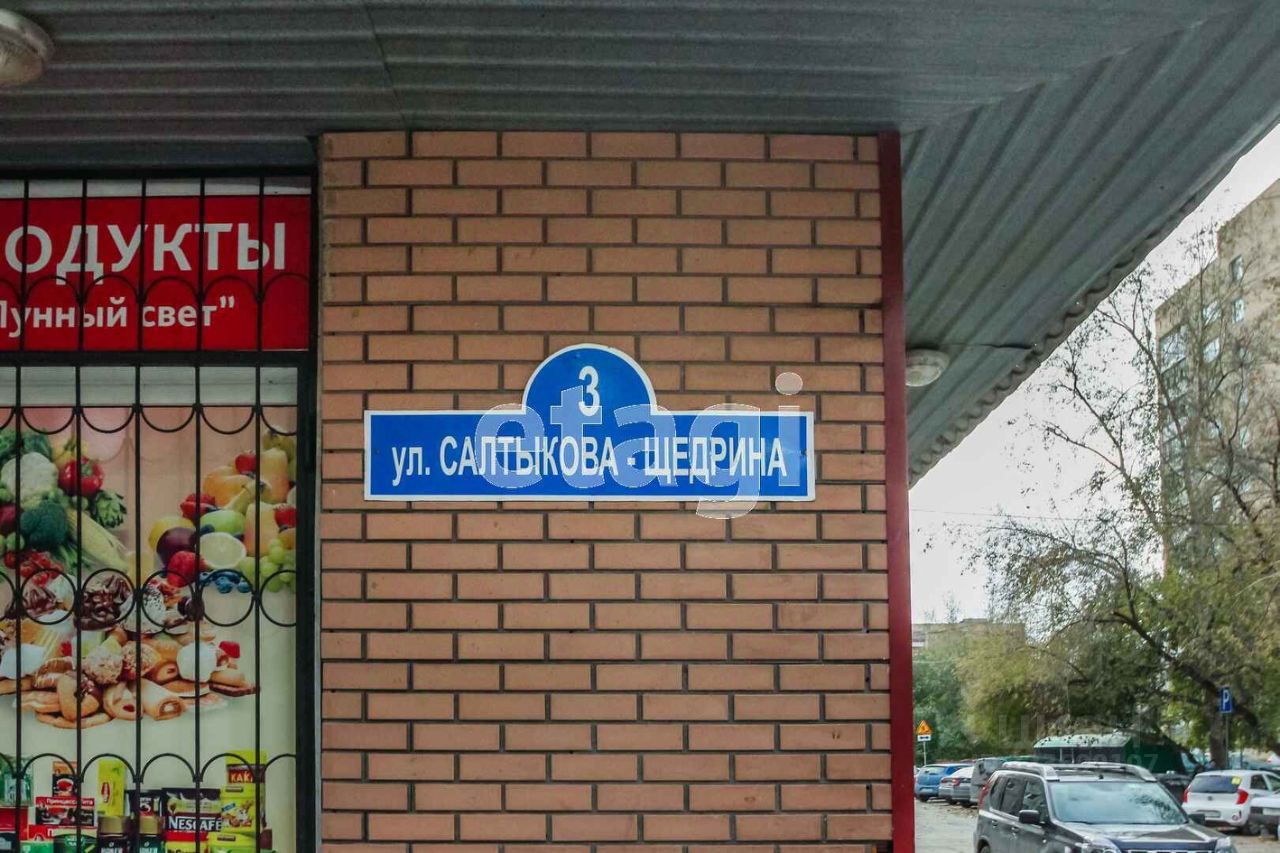 ОДУКТЫ
Лунный свет"
3
ул. САЛТЫКОВА-ЩЕДРИНА
etagi
NESCAFE
P